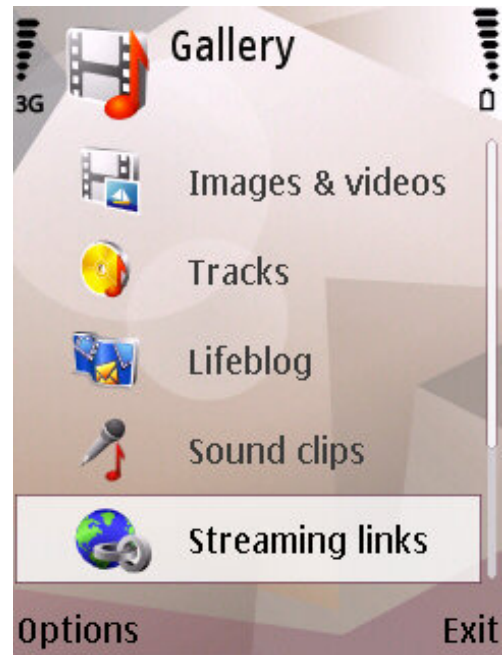 Gallery
3G
Images & videos
Tracks
Lifeblog
Sound clips
Streaming links
Options Exit